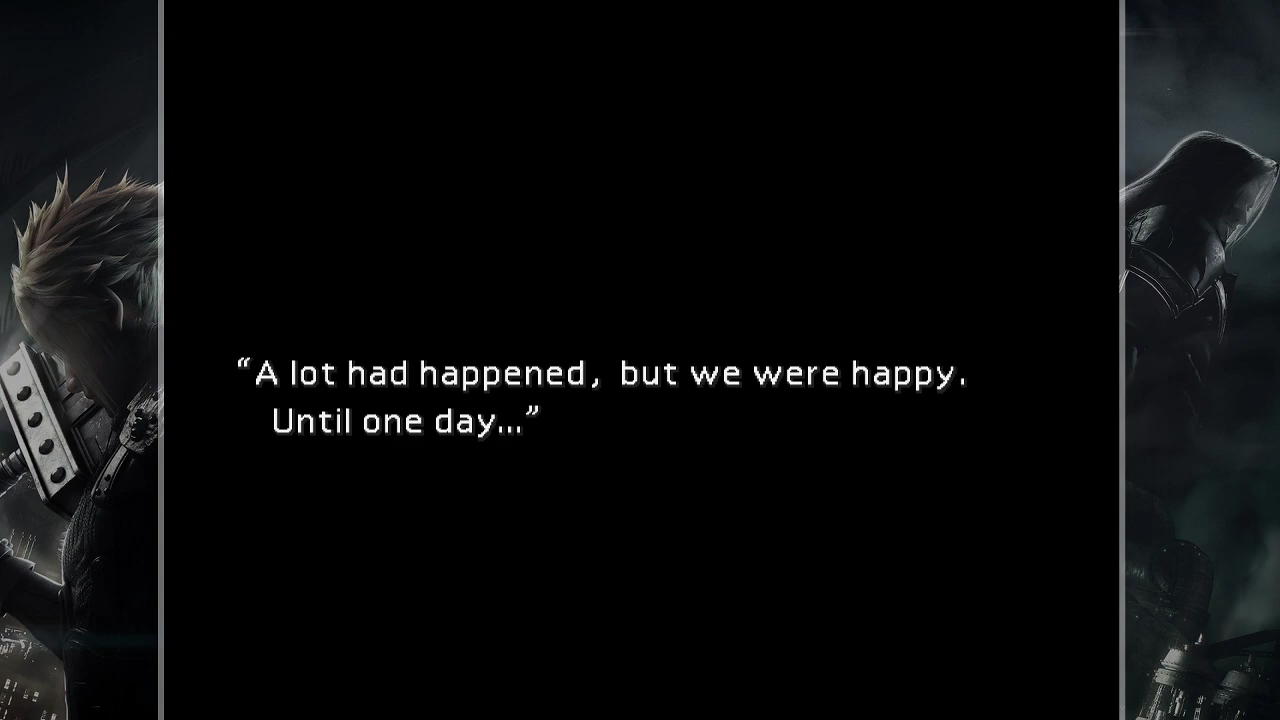 “A lot had happened, but we were happy.
Until one day...”